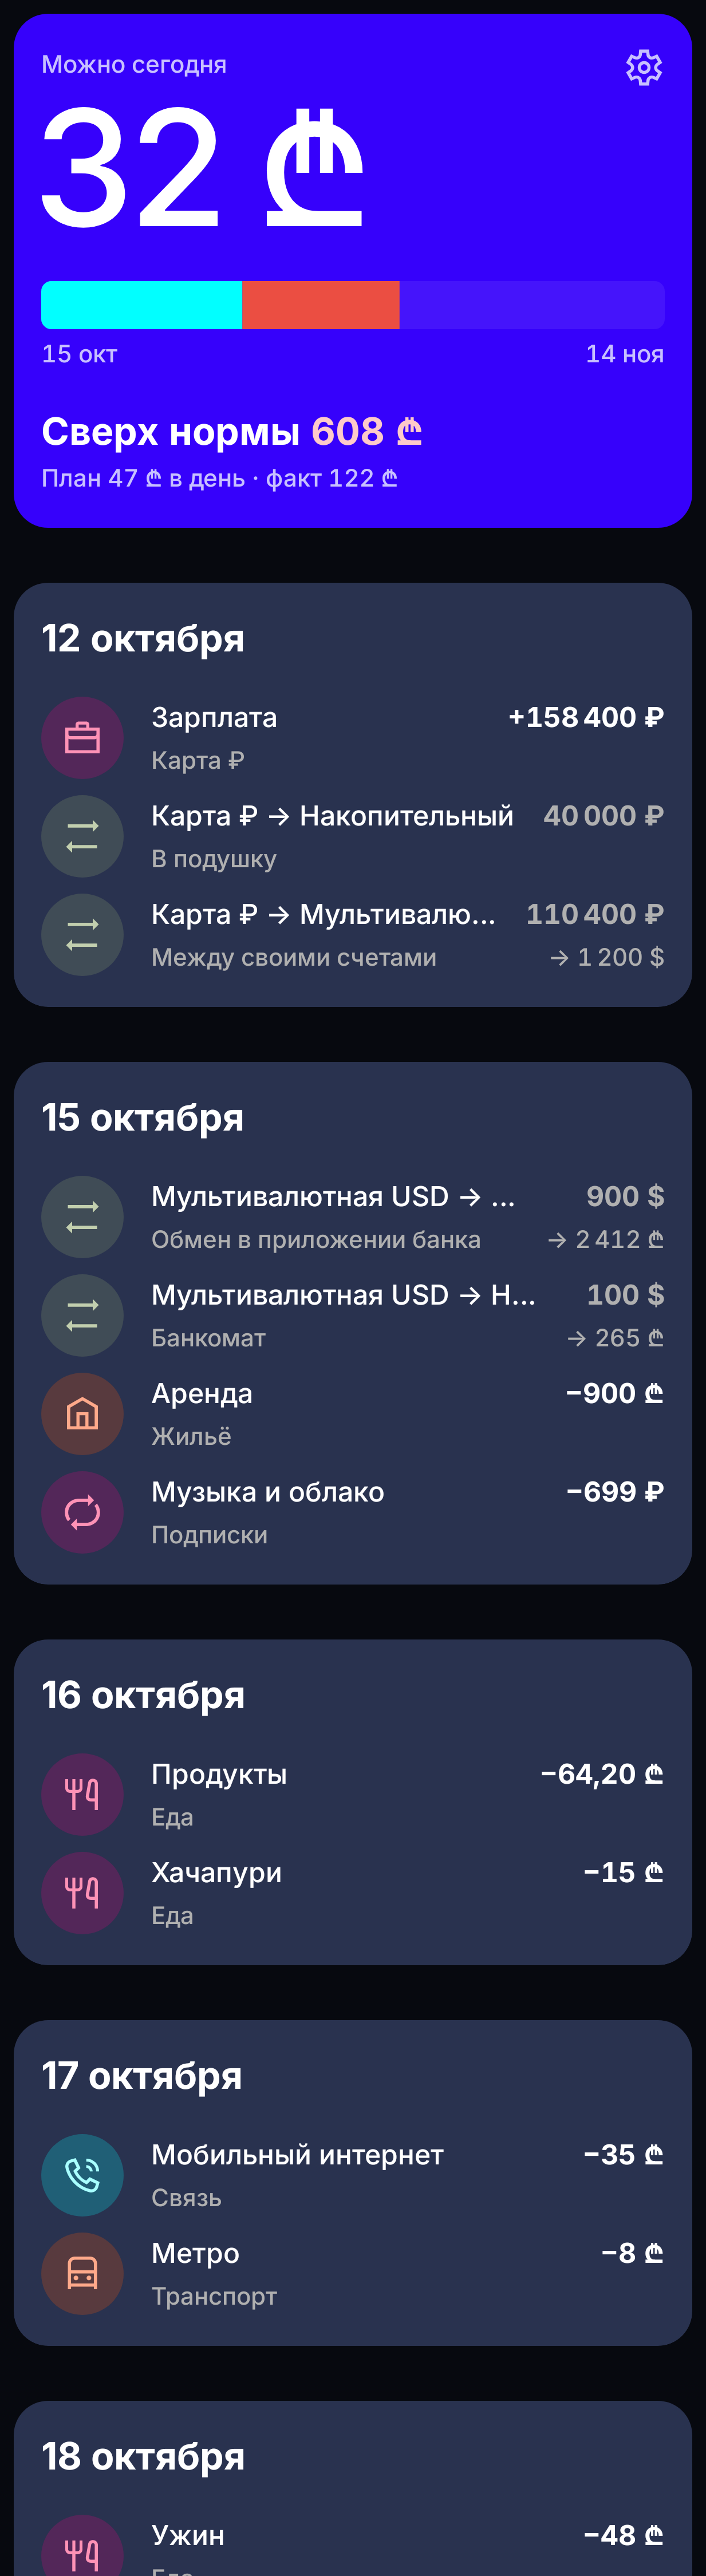 Можно сегодня
32 ₾
15 окт 14 ноя
Сверх нормы 608 ₾
План 47 ₾ в день · факт 122 ₾
12 октября
Зарплата +158 400 ₽
Карта ₽
Карта ₽ → Накопительный 40 000 ₽
В подушку
Карта ₽ → Мультивалю... 110 400 ₽
Между своими счетами → 1 200 $
15 октября
Мультивалютная USD → ... 900 $
Обмен в приложении банка → 2 412 ₾
Мультивалютная USD → Н... 100 $
Банкомат → 265 ₾
Аренда −900 ₾
Жильё
Музыка и облако −699 ₽
Подписки
16 октября
Продукты −64,20 ₾
Еда
Хачапури −15 ₾
Еда
17 октября
Мобильный интернет −35 ₾
Связь
Метро −8 ₾
Транспорт
18 октября
Ужин −48 ₾